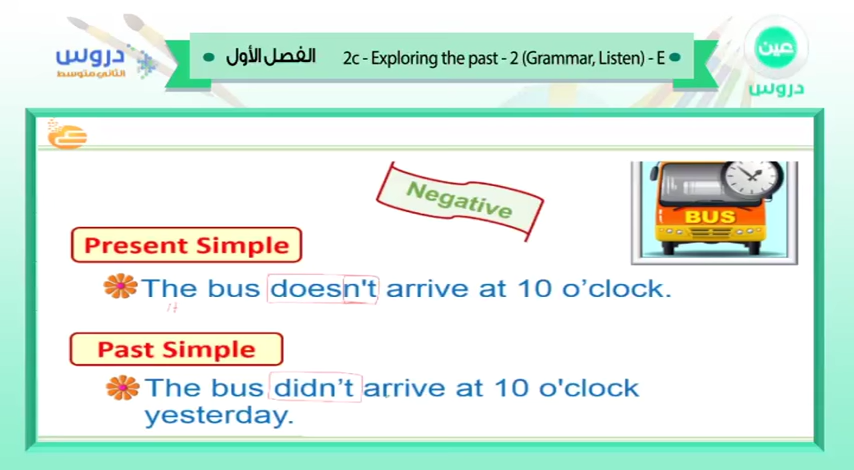 دروس
الثاني متوسط
الفصل الأول
2c - Exploring the past - 2 (Grammar, Listen) - E
عين
دروس
Negative
BUS
Present Simple
The bus doesn't arrive at 10 o’clock.
It
Past Simple
The bus didn’t arrive at 10 o'clock
yesterday.